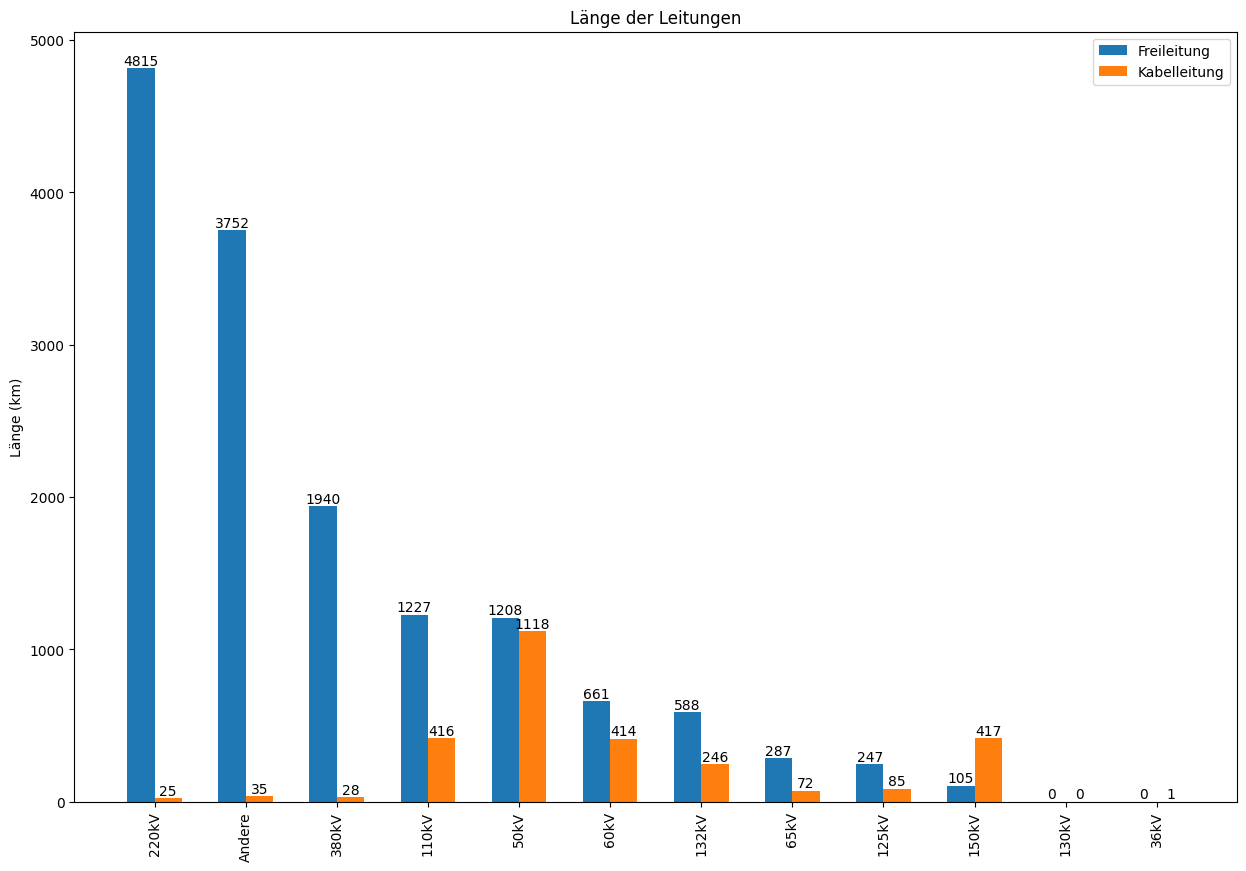 Länge der Leitungen
Freileitung
Kabelleitung
Länge (km)
5000
4000
3000
2000
1000
0
4815
25
3752
35
1940
28
1227
416
1208
1118
661
414
588
246
287
72
247
85
105
417
0
0
0
1
220kV
Andere
380kV
110kV
50kV
60kV
132kV
65kV
125kV
150kV
130kV
36kV